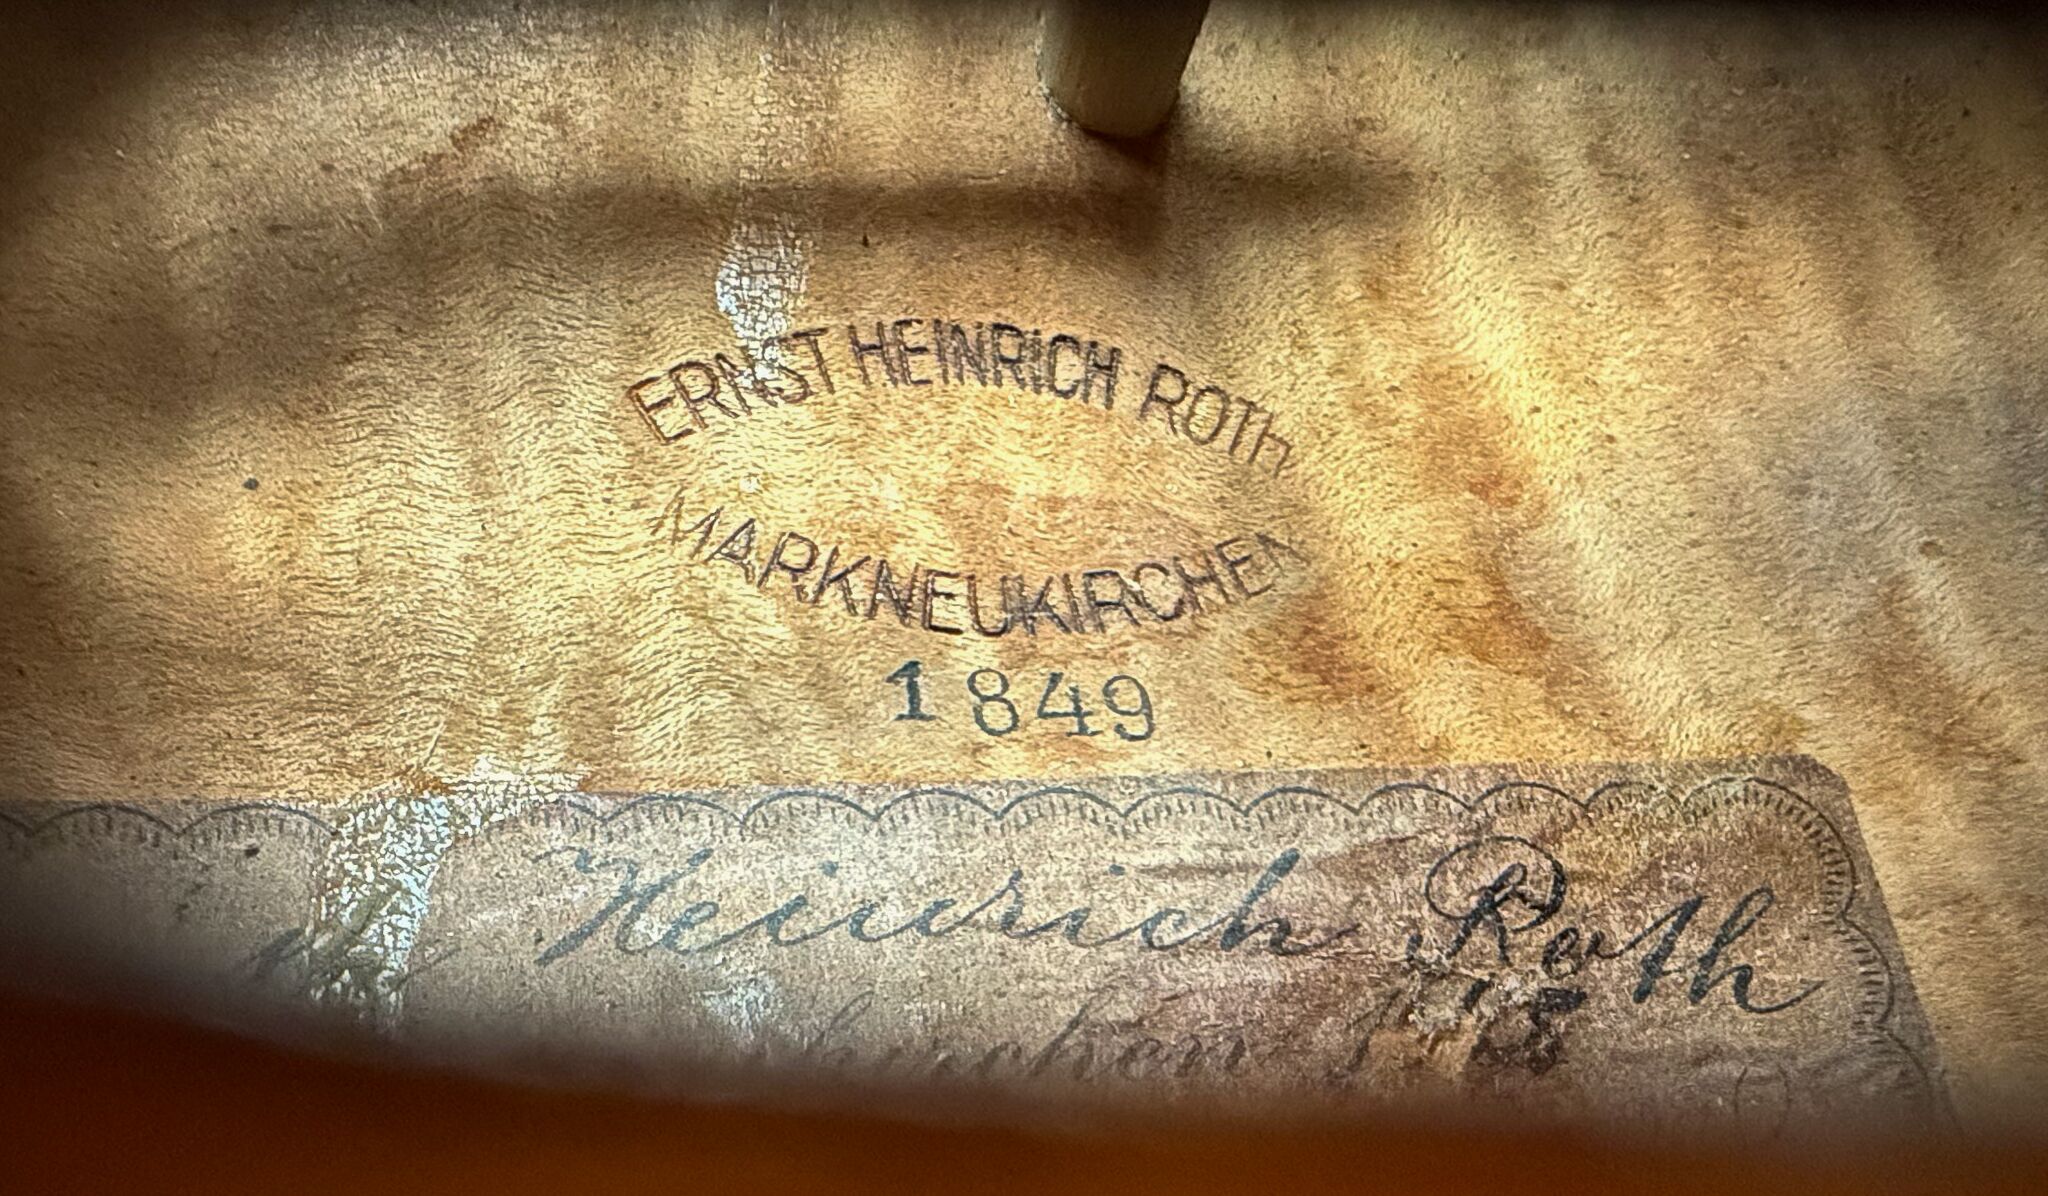 ERNST HEINRICH ROTH
MARKNEUKIRCHEN
1849
Heinrich Roth